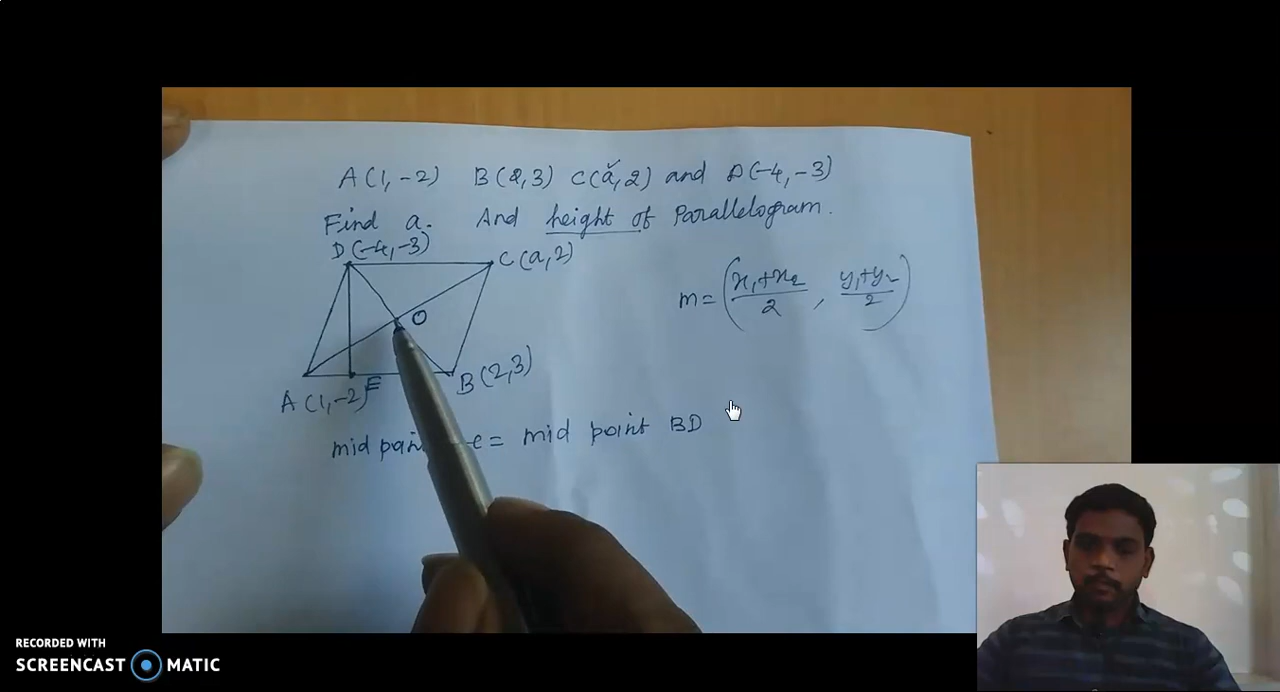 A(1,-2) B(2,3) C(a,2) and D(-4,-3)
Find a. And height of Parallelogram.
D(-4,-3)
C(a,2)
m=(x₁+x₂/2, y₁+y₂/2)
O
E
B(2,3)
A(1,-2)
mid point = mid point BD
RECORDED WITH
SCREENCAST MATIC